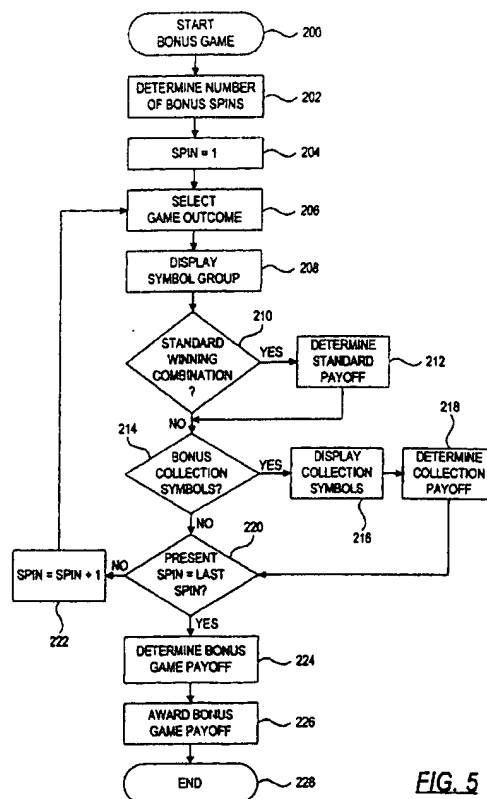 START
BONUS GAME
200
DETERMINE NUMBER
OF BONUS SPINS
202
SPIN = 1
204
SELECT
GAME OUTCOME
206
DISPLAY
SYMBOL GROUP
208
210
STANDARD
WINNING
COMBINATION
?
YES
DETERMINE
STANDARD
PAYOFF
212
NO
214
BONUS
COLLECTION
SYMBOLS?
YES
DISPLAY
COLLECTION
SYMBOLS
216
218
DETERMINE
COLLECTION
PAYOFF
NO
220
PRESENT
SPIN = LAST
SPIN?
NO
SPIN = SPIN + 1
222
YES
DETERMINE BONUS
GAME PAYOFF
224
AWARD BONUS
GAME PAYOFF
226
END
228
FIG. 5